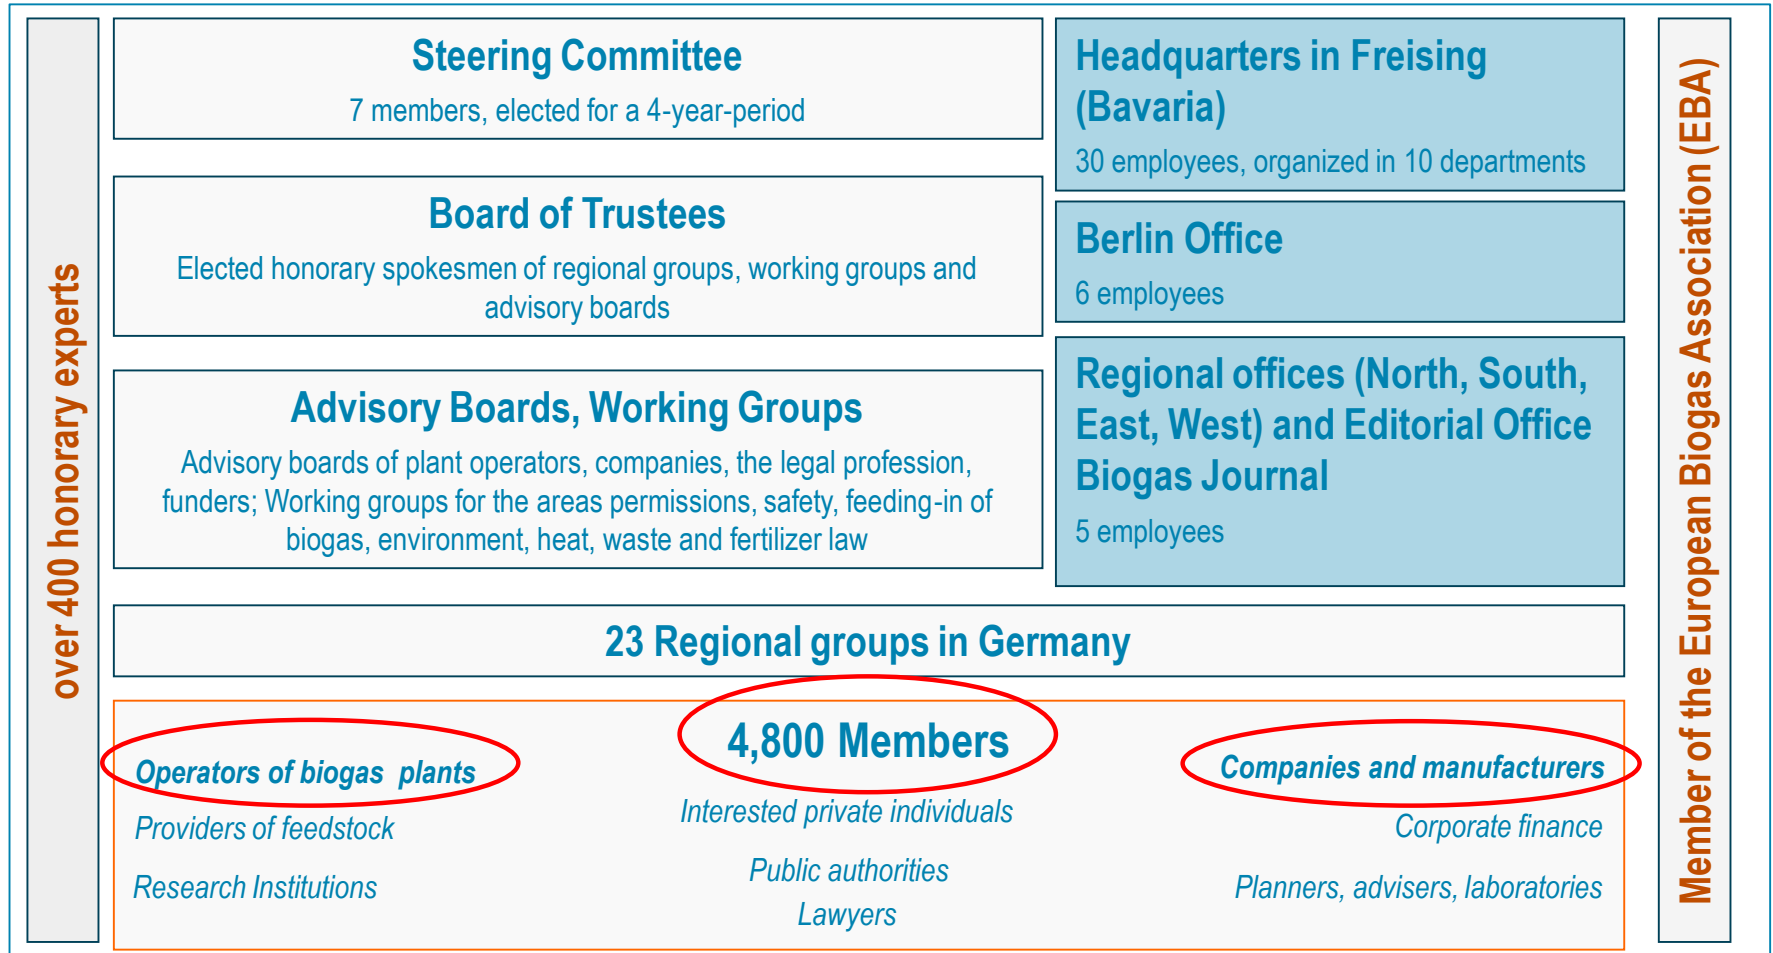 over 400 honorary experts
Steering Committee
7 members, elected for a 4-year-period
Board of Trustees
Elected honorary spokesmen of regional groups, working groups and
advisory boards
Advisory Boards, Working Groups
Advisory boards of plant operators, companies, the legal profession,
funders; Working groups for the areas permissions, safety, feeding-in of
biogas, environment, heat, waste and fertilizer law
Headquarters in Freising
(Bavaria)
30 employees, organized in 10 departments
Berlin Office
6 employees
Regional offices (North, South,
East, West) and Editorial Office
Biogas Journal
5 employees
23 Regional groups in Germany
4,800 Members
Operators of biogas plants
Providers of feedstock
Research Institutions
Interested private individuals
Public authorities
Lawyers
Companies and manufacturers
Corporate finance
Planners, advisers, laboratories
Member of the European Biogas Association (EBA)